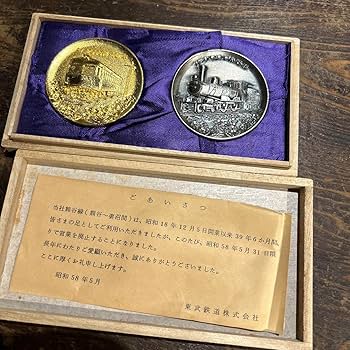 ごあいさつ
当社熊谷線(熊谷〜妻沼間)は、昭和18年12月5日開業以来39年6か月間
皆さまの足としてご利用いただきましたが、このたび、昭和58年5月31日限
りで営業を廃止することになりました。
長年にわたりご愛顧いただき、誠にありがとうございました。
ここに厚くお礼申し上げます。
昭和58年5月
東武鉄道株式会社